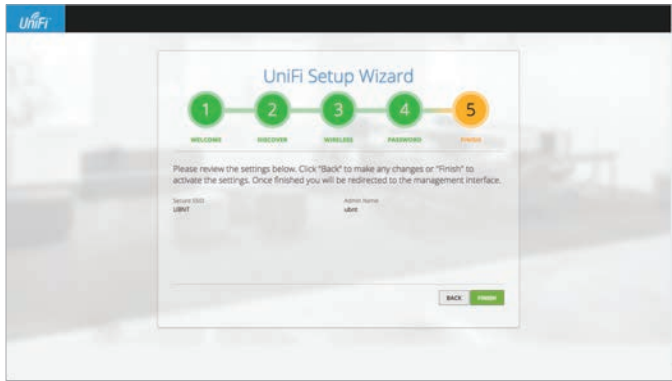 UniFi
UniFi Setup Wizard
1 2 3 4 5
WELCOME DISCOVER WIRELESS PASSWORD FINISH
Please review the settings below. Click "Back" to make any changes or "Finish" to
activate the settings. Once finished you will be redirected to the management interface.
Secure SSID Admin Name
UBNT ubnt
BACK FINISH